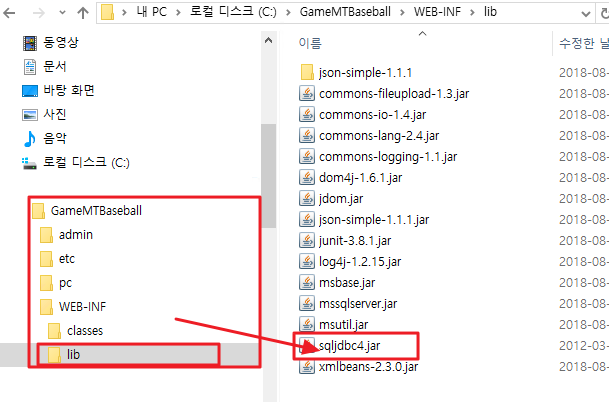 내 PC > 로컬 디스크 (C:) > GameMTBaseball > WEB-INF > lib
동영상
문서
바탕 화면
사진
음악
로컬 디스크 (C:)
GameMTBaseball
admin
etc
pc
WEB-INF
classes
lib
이름 수정한 날
json-simple-1.1.1 2018-08-
commons-fileupload-1.3.jar 2018-08-
commons-io-1.4.jar 2018-08-
commons-lang-2.4.jar 2018-08-
commons-logging-1.1.jar 2018-08-
dom4j-1.6.1.jar 2018-08-
jdom.jar 2018-08-
json-simple-1.1.1.jar 2018-08-
junit-3.8.1.jar 2018-08-
log4j-1.2.15.jar 2018-08-
msbase.jar 2018-08-
mssqlserver.jar 2018-08-
msutil.jar 2018-08-
sqljdbc4.jar 2012-03-
xmlbeans-2.3.0.jar 2018-08-